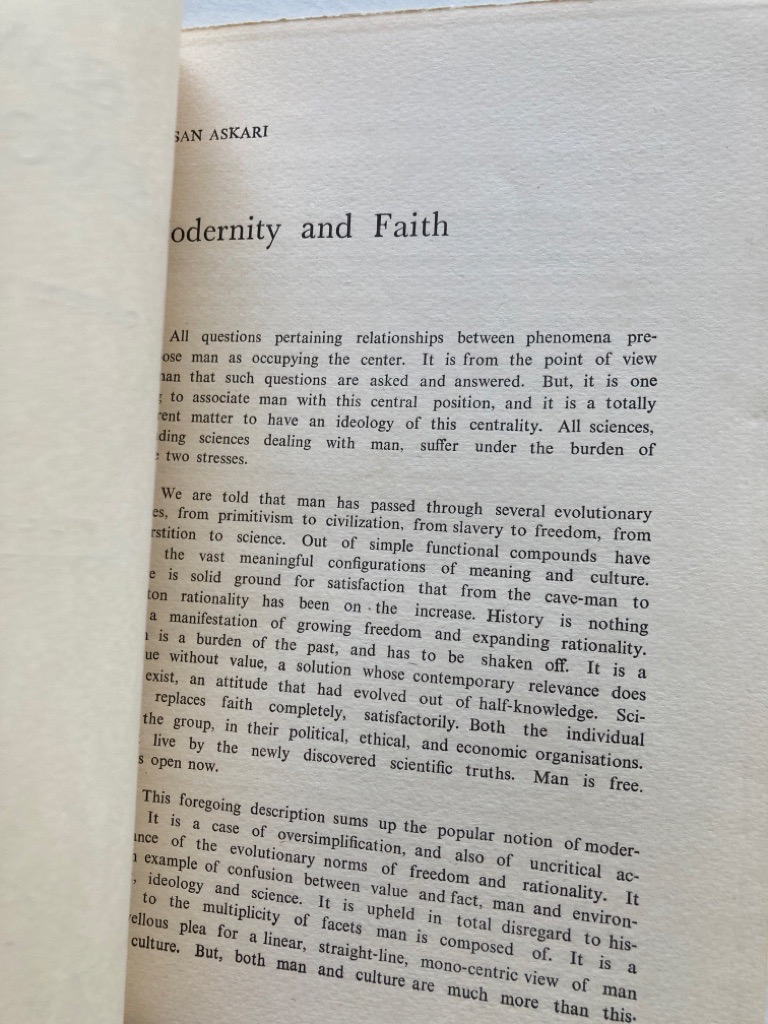 SAN ASKARI
odernity and Faith
All questions pertaining relationships between phenomena pre-
ose man as occupying the center. It is from the point of view
nan that such questions are asked and answered. But, it is one
to associate man with this central position, and it is a totally
rent matter to have an ideology of this centrality. All sciences,
ding sciences dealing with man, suffer under the burden of
two stresses.
We are told that man has passed through several evolutionary
es, from primitivism to civilization, from slavery to freedom, from
rstition to science. Out of simple functional compounds have
the vast meaningful configurations of meaning and culture.
e is solid ground for satisfaction that from the cave-man to
ton rationality has been on the increase. History is nothing
a manifestation of growing freedom and expanding rationality.
is a burden of the past, and has to be shaken off. It is a
ue without value, a solution whose contemporary relevance does
exist, an attitude that had evolved out of half-knowledge. Sci-
replaces faith completely, satisfactorily. Both the individual
the group, in their political, ethical, and economic organisations.
live by the newly discovered scientific truths. Man is free.
s open now.
This foregoing description sums up the popular notion of moder-
It is a case of oversimplification, and also of uncritical ac-
ance of the evolutionary norms of freedom and rationality. It
example of confusion between value and fact, man and environ-
, ideology and science. It is upheld in total disregard to his-
to the multiplicity of facets man is composed of. It is a
ellous plea for a linear, straight-line, mono-centric view of man
culture. But, both man and culture are much more than this.